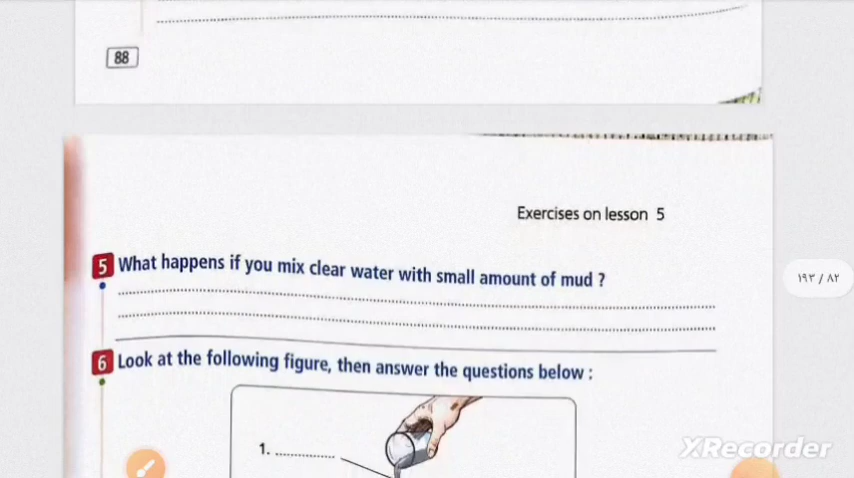 88
Exercises on lesson 5
5 What happens if you mix clear water with small amount of mud ?
١٩٣ / ٨٢
6 Look at the following figure, then answer the questions below :
1. ............
XRecorder